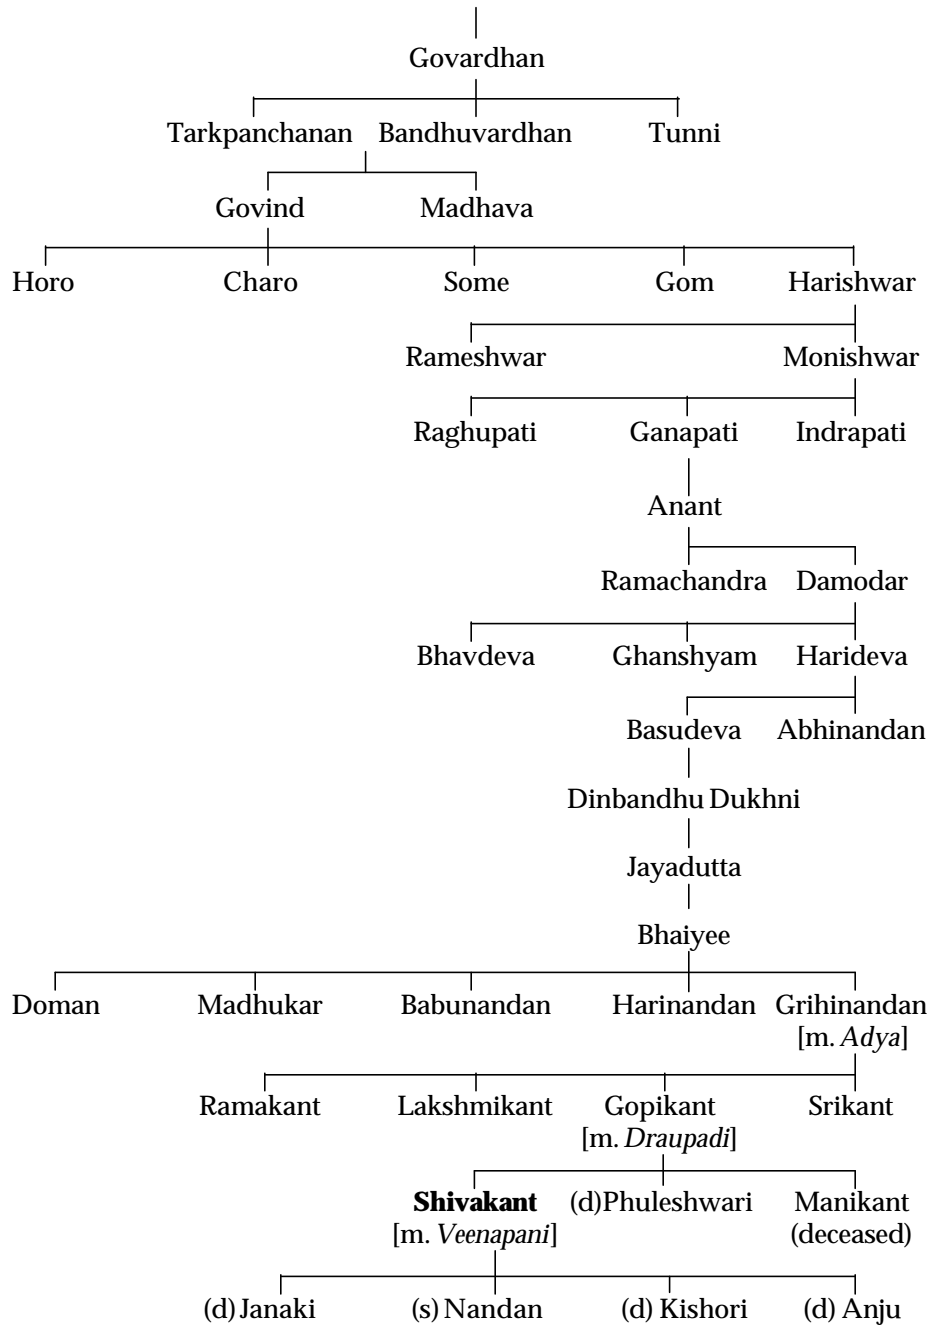 Govardhan
Tarkpanchanan Bandhuvardhan Tunni
Govind Madhava
Horo Charo Some Gom Harishwar
Rameshwar Monishwar
Raghupati Ganapati Indrapati
Anant
Ramachandra Damodar
Bhavdeva Ghanshyam Harideva
Basudeva Abhinandan
Dinbandhu Dukhni
Jayadutta
Bhaiyee
Doman Madhukar Babunandan Harinandan Grihinandan
[m. Adya]
Ramakant Lakshmikant Gopikant Srikant
[m. Draupadi]
Shivakant (d)Phuleshwari Manikant
[m. Veenapani] (deceased)
(d) Janaki (s) Nandan (d) Kishori (d) Anju